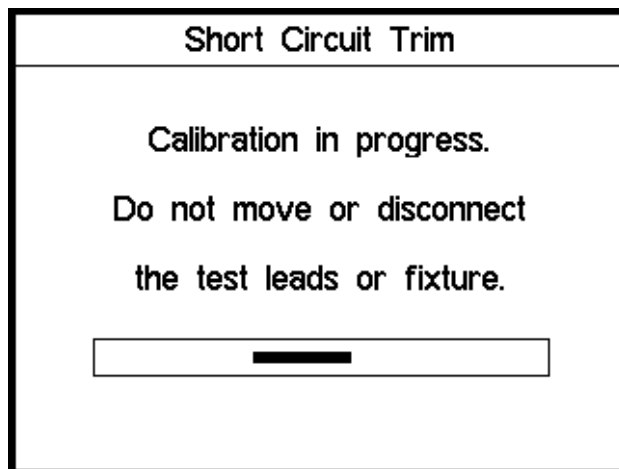 Short Circuit Trim
Calibration in progress.
Do not move or disconnect
the test leads or fixture.